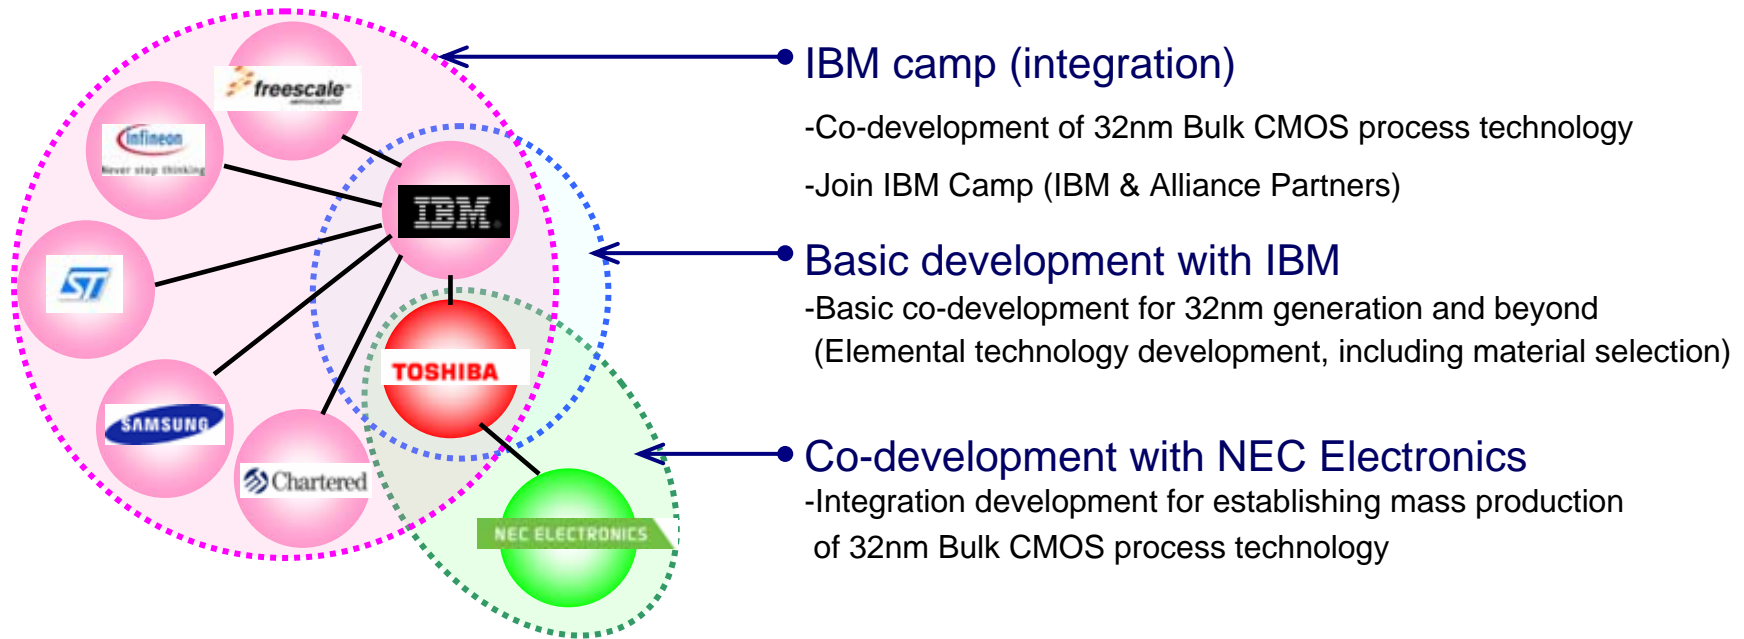 freescale™
semiconductor
infineon
Never stop thinking
IBM®
ST
TOSHIBA
SAMSUNG
Chartered
NEC ELECTRONICS
IBM camp (integration)
-Co-development of 32nm Bulk CMOS process technology
-Join IBM Camp (IBM & Alliance Partners)
Basic development with IBM
-Basic co-development for 32nm generation and beyond
(Elemental technology development, including material selection)
Co-development with NEC Electronics
-Integration development for establishing mass production
of 32nm Bulk CMOS process technology